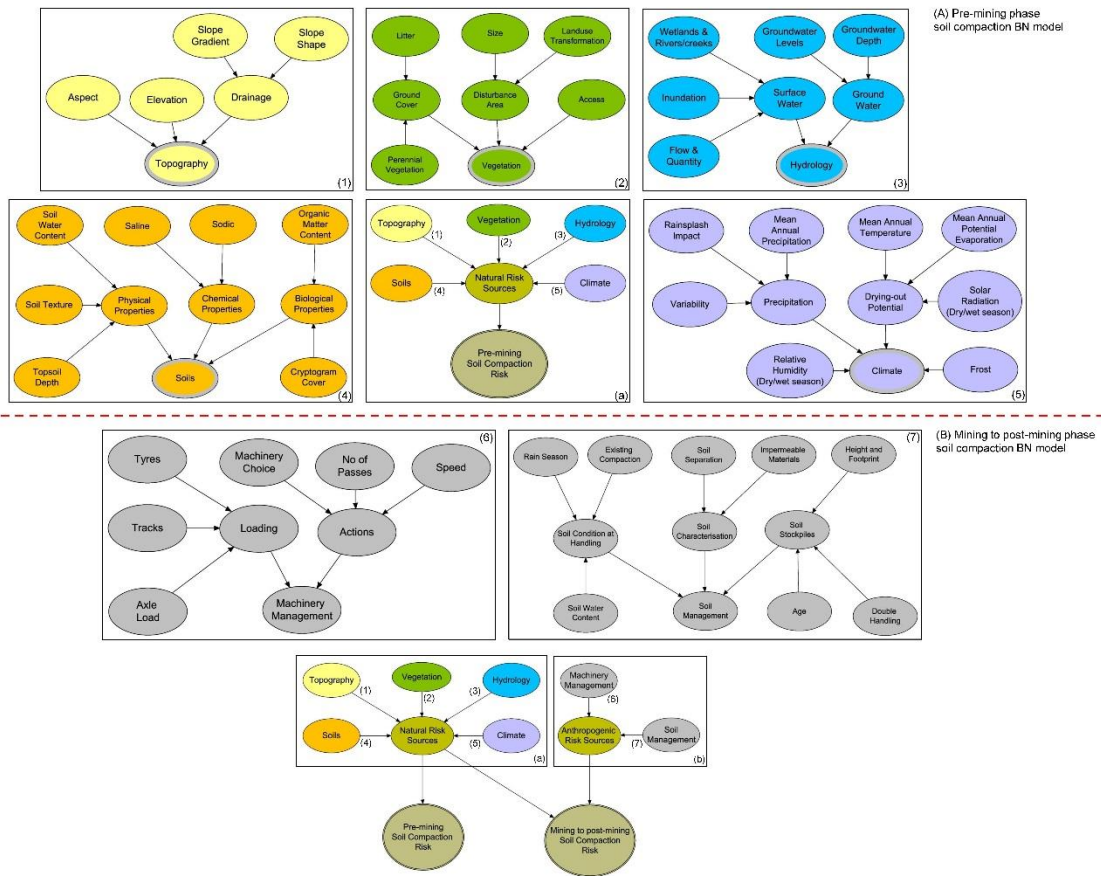 (A) Pre-mining phase
soil compaction BN model
Slope
Gradient
Slope
Shape
Aspect
Elevation
Drainage
Topography
(1)
Litter
Size
Landuse
Transformation
Ground
Cover
Disturbance
Area
Access
Perennial
Vegetation
Vegetation
(2)
Wetlands &
Rivers/creeks
Groundwater
Levels
Groundwater
Depth
Inundation
Surface
Water
Ground
Water
Flow &
Quantity
Hydrology
(3)
Soil
Water
Content
Saline
Sodic
Organic
Matter
Content
Soil Texture
Physical
Properties
Chemical
Properties
Biological
Properties
Topsoil
Depth
Soils
Cryptogram
Cover
(4)
Topography
(1)
Vegetation
(2)
Hydrology
(3)
Soils
(4)
Natural Risk
Sources
(5)
Climate
Pre-mining
Soil Compaction
Risk
(a)
Rainsplash
Impact
Mean
Annual
Precipitation
Mean Annual
Temperature
Mean Annual
Potential
Evaporation
Variability
Precipitation
Drying-out
Potential
Solar
Radiation
(Dry/wet season)
Relative
Humidity
(Dry/wet season)
Climate
Frost
(5)
(B) Mining to post-mining phase
soil compaction BN model
(6)
Tyres
Machinery
Choice
No of
Passes
Speed
Tracks
Loading
Actions
Axle
Load
Machinery
Management
(7)
Rain Season
Existing
Compaction
Soil
Separation
Impermeable
Materials
Height and
Footprint
Soil Condition at
Handling
Soil
Characterisation
Soil
Stockpiles
Soil Water
Content
Soil
Management
Age
Double
Handling
Topography
(1)
Vegetation
(2)
Hydrology
(3)
Soils
(4)
Natural Risk
Sources
(5)
Climate
(a)
Machinery
Management
(6)
Anthropogenic
Risk Sources
(7)
Soil
Management
(b)
Pre-mining
Soil Compaction
Risk
Mining to post-mining
Soil Compaction
Risk